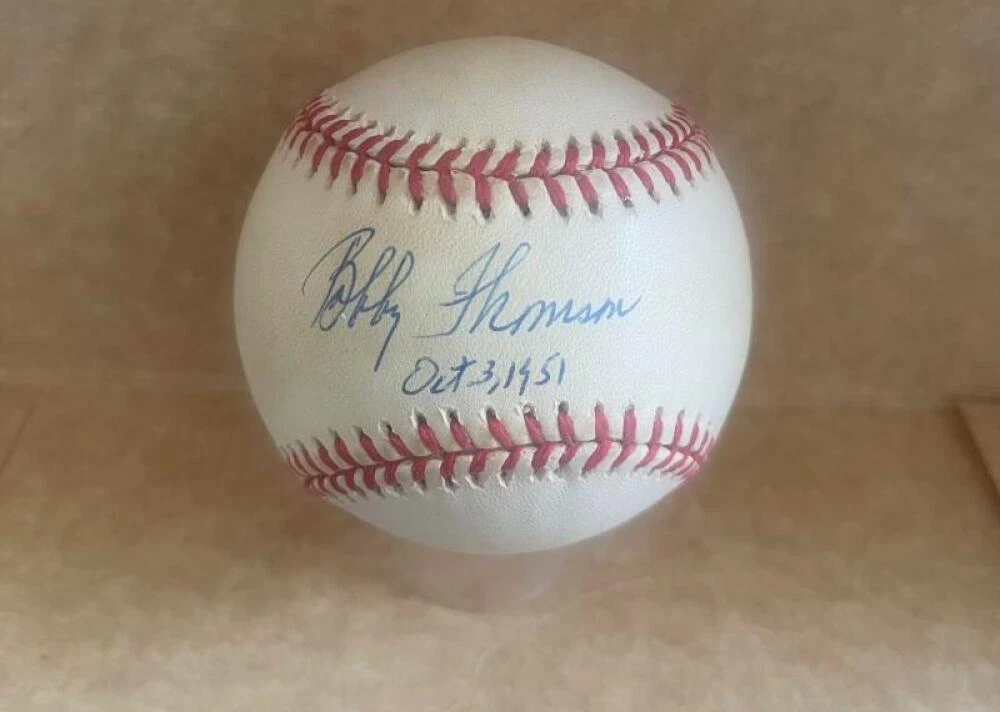 Bobby Thomson
Oct 3, 1951